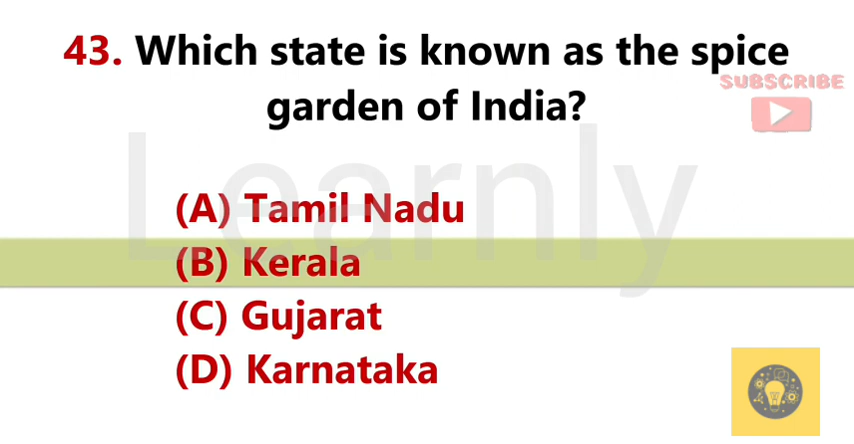 43. Which state is known as the spice
SUBSCRIBE
garden of India?
Learnly
(A) Tamil Nadu
(B) Kerala
(C) Gujarat
(D) Karnataka